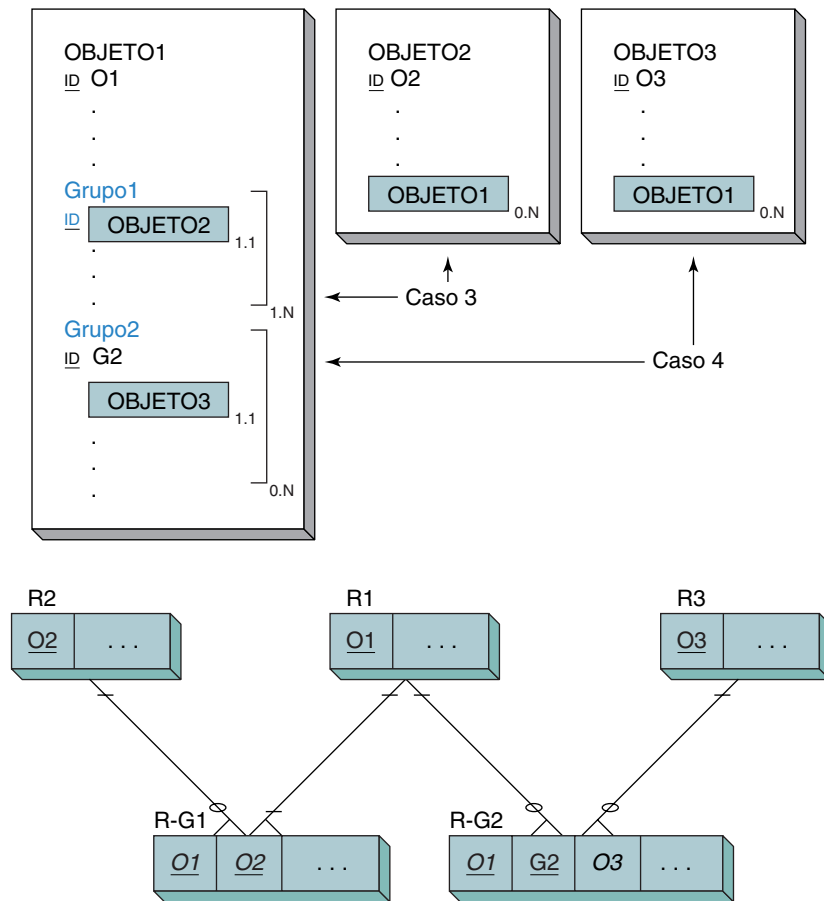 OBJETO1
ID O1
.
.
.
Grupo1
ID OBJETO2
1.1
.
.
.
1.N
Grupo2
ID G2
OBJETO3
1.1
.
.
.
0.N
OBJETO2
ID O2
.
.
.
OBJETO1
0.N
OBJETO3
ID O3
.
.
.
OBJETO1
0.N
Caso 3
Caso 4
R2
O2 . . .
R1
O1 . . .
R3
O3 . . .
R-G1
O1 O2 . . .
R-G2
O1 G2 O3 . . .